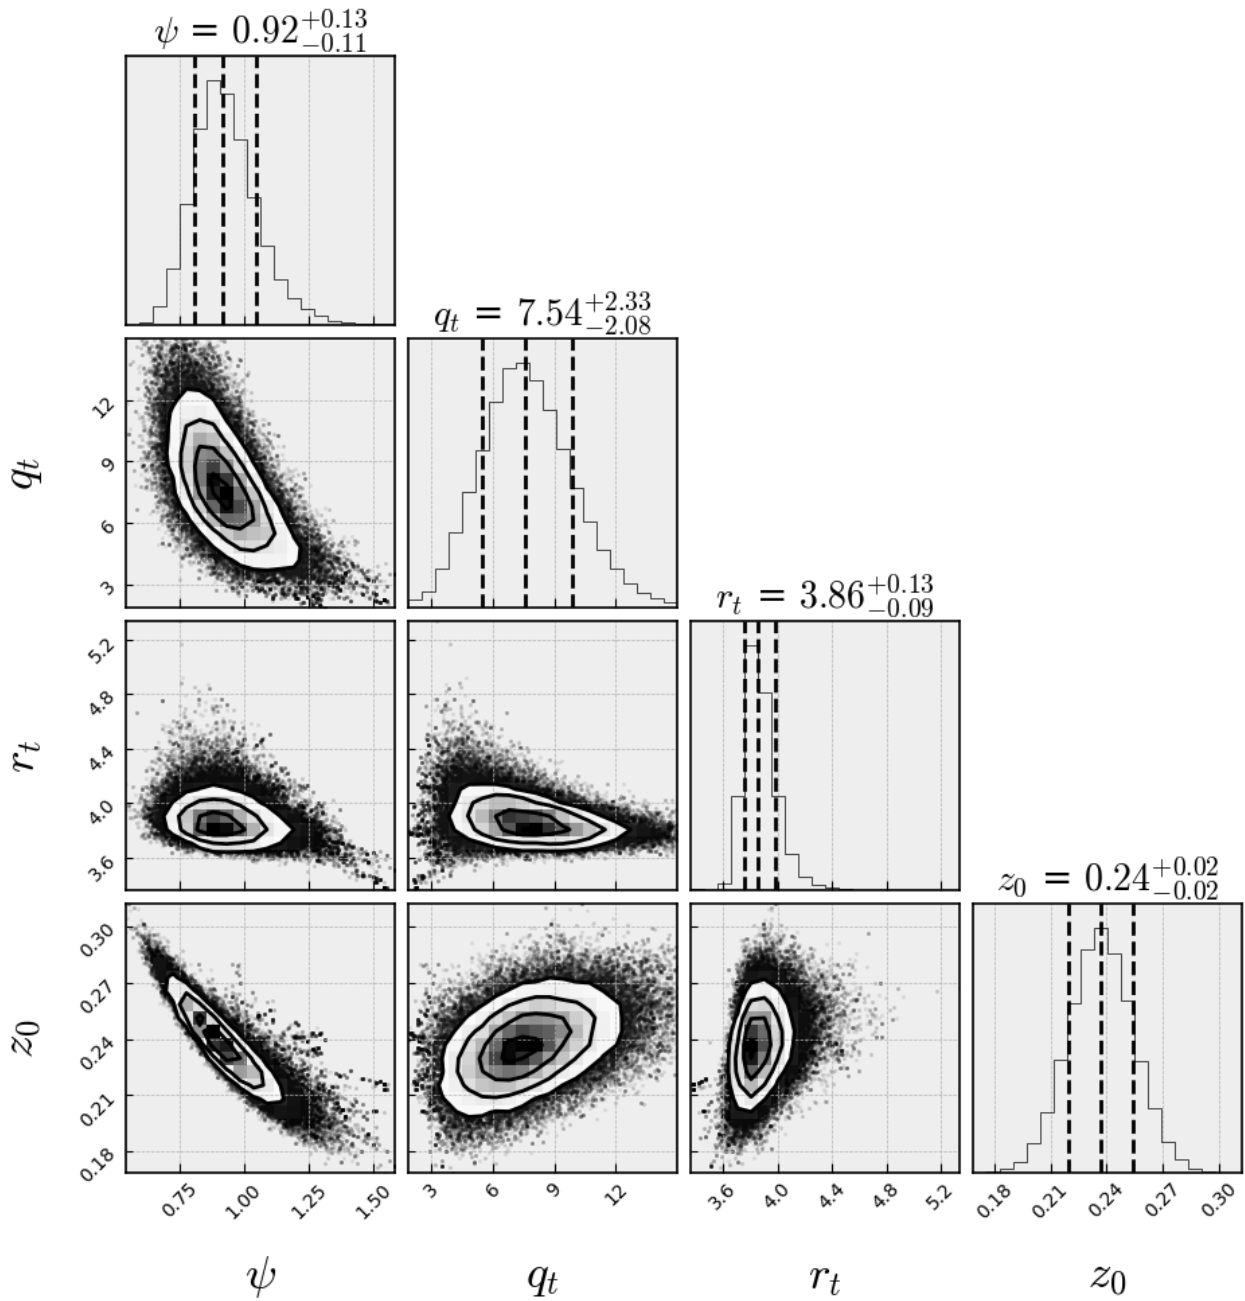 ψ = 0.92 +0.13 −0.11
q_t = 7.54 +2.33 −2.08
12
9
6
3
q_t
r_t = 3.86 +0.13 −0.09
5.2
4.8
4.4
4.0
3.6
r_t
z_0 = 0.24 +0.02 −0.02
0.30
0.27
0.24
0.21
0.18
z_0
0.75 1.00 1.25 1.50 3 6 9 12 3.6 4.0 4.4 4.8 5.2 0.18 0.21 0.24 0.27 0.30
ψ q_t r_t z_0